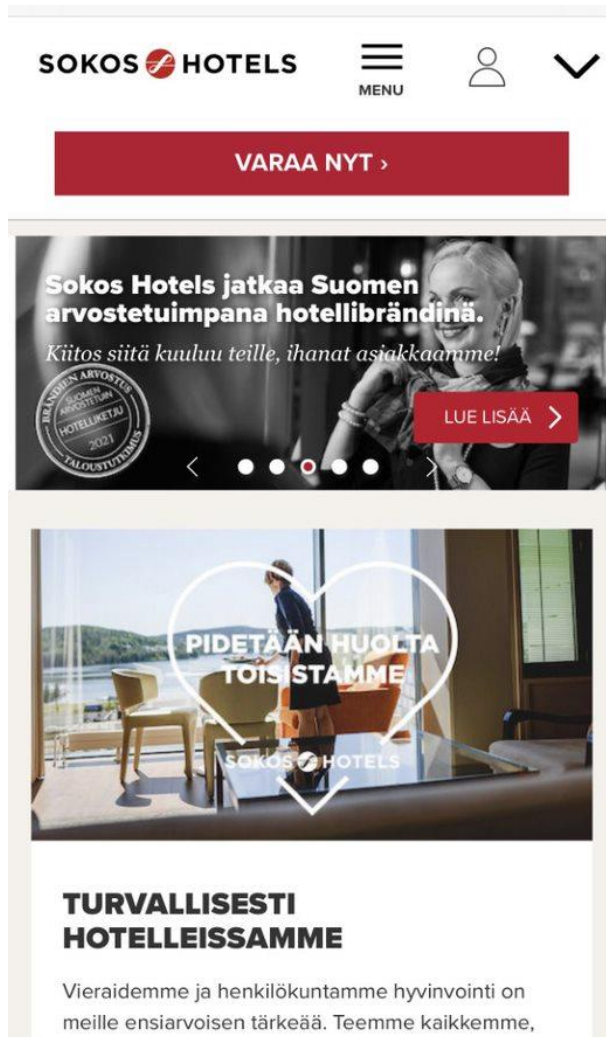 SOKOS HOTELS
MENU
VARAA NYT ›
Sokos Hotels jatkaa Suomen
arvostetuimpana hotellibrändinä.
Kiitos siitä kuuluu teille, ihanat asiakkaamme!
BRÄNDIEN ARVOSTUS
SUOMEN
ARVOSTETUIN
HOTELLIKETJU
2021
TALOUSTUTKIMUS
LUE LISÄÄ
PIDETÄÄN HUOLTA
TOISISTAMME
SOKOS HOTELS
TURVALLISESTI
HOTELLEISSAMME
Vieraidemme ja henkilökuntamme hyvinvointi on
meille ensiarvoisen tärkeää. Teemme kaikkemme,